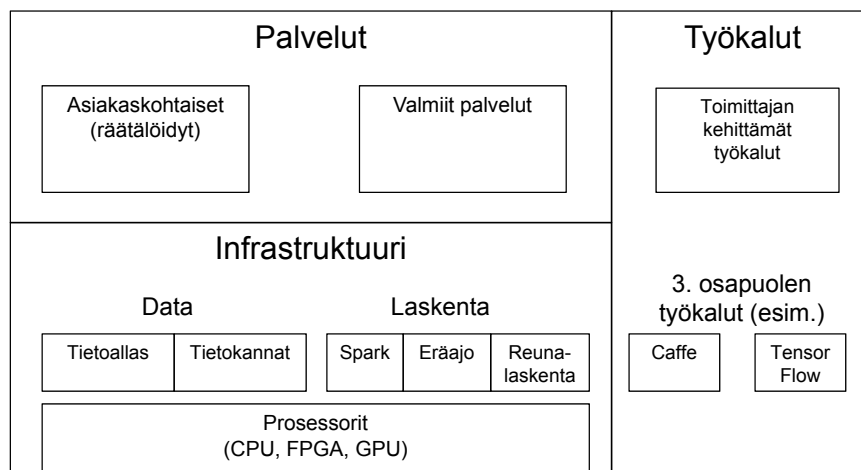 Palvelut
Asiakaskohtaiset
(räätälöidyt)
Valmiit palvelut
Työkalut
Toimittajan
kehittämät
työkalut
Infrastruktuuri
Data
Laskenta
Tietoallas
Tietokannat
Spark
Eräajo
Reuna-
laskenta
Prosessorit
(CPU, FPGA, GPU)
3. osapuolen
työkalut (esim.)
Caffe
Tensor
Flow